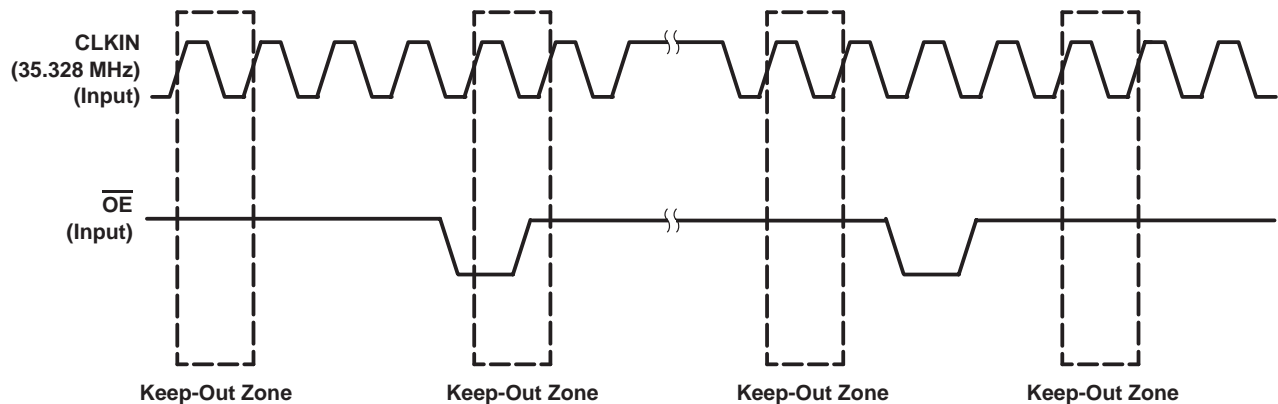 CLKIN
(35.328 MHz)
(Input)
OE
(Input)
Keep-Out Zone
Keep-Out Zone
Keep-Out Zone
Keep-Out Zone